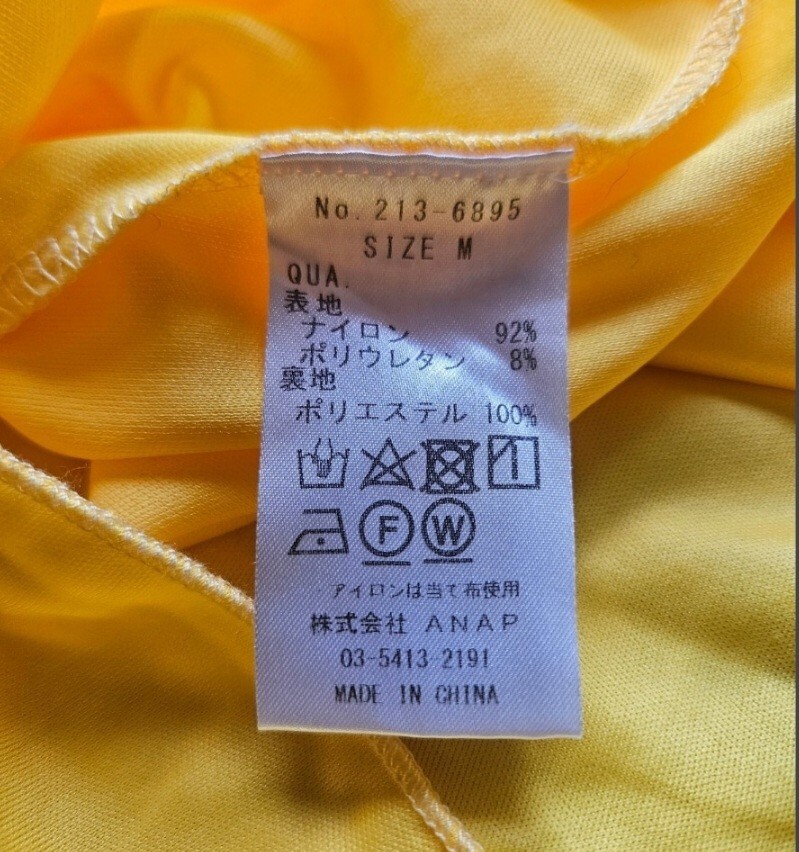 No. 213-6895
SIZE M
QUA.
表地
ナイロン 92%
ポリウレタン 8%
裏地
ポリエステル 100%
F W
アイロンは当て布使用
株式会社 ANAP
03-5413-2191
MADE IN CHINA